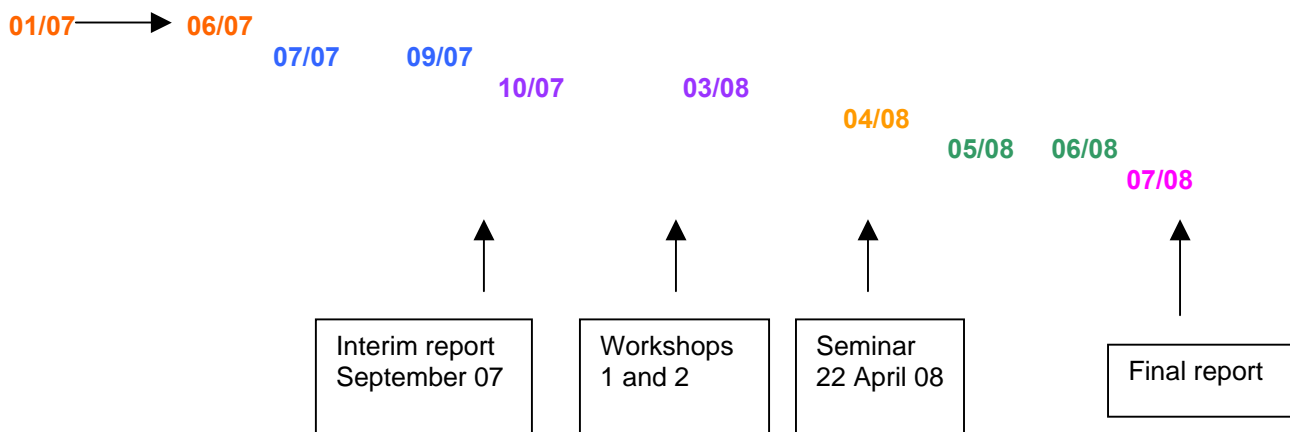 01/07 06/07
07/07 09/07
10/07 03/08
04/08
05/08 06/08
07/08
Interim report
September 07
Workshops
1 and 2
Seminar
22 April 08
Final report